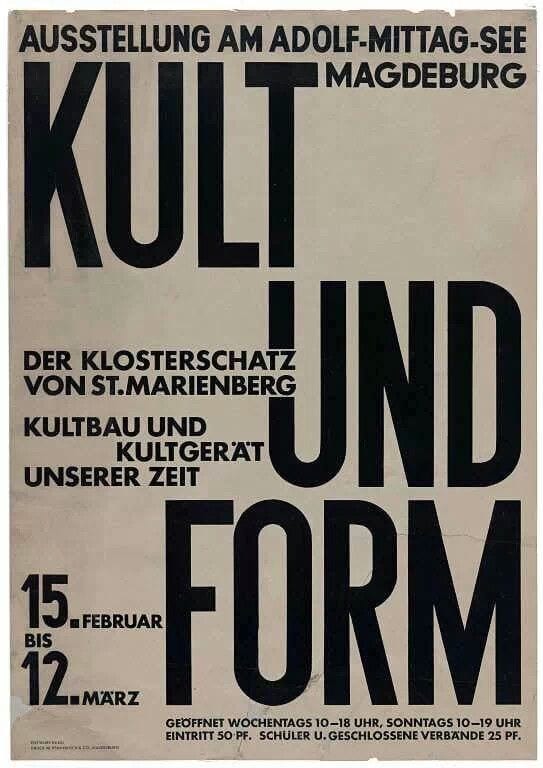 AUSSTELLUNG AM ADOLF-MITTAG-SEE
MAGDEBURG
KULT
UND
DER KLOSTERSCHATZ
VON ST.MARIENBERG
KULTBAU UND
KULTGERÄT
UNSERER ZEIT
FORM
15. FEBRUAR
BIS
12. MÄRZ
GEÖFFNET WOCHENTAGS 10–18 UHR, SONNTAGS 10–19 UHR
EINTRITT 50 PF. SCHÜLER U. GESCHLOSSENE VERBÄNDE 25 PF.